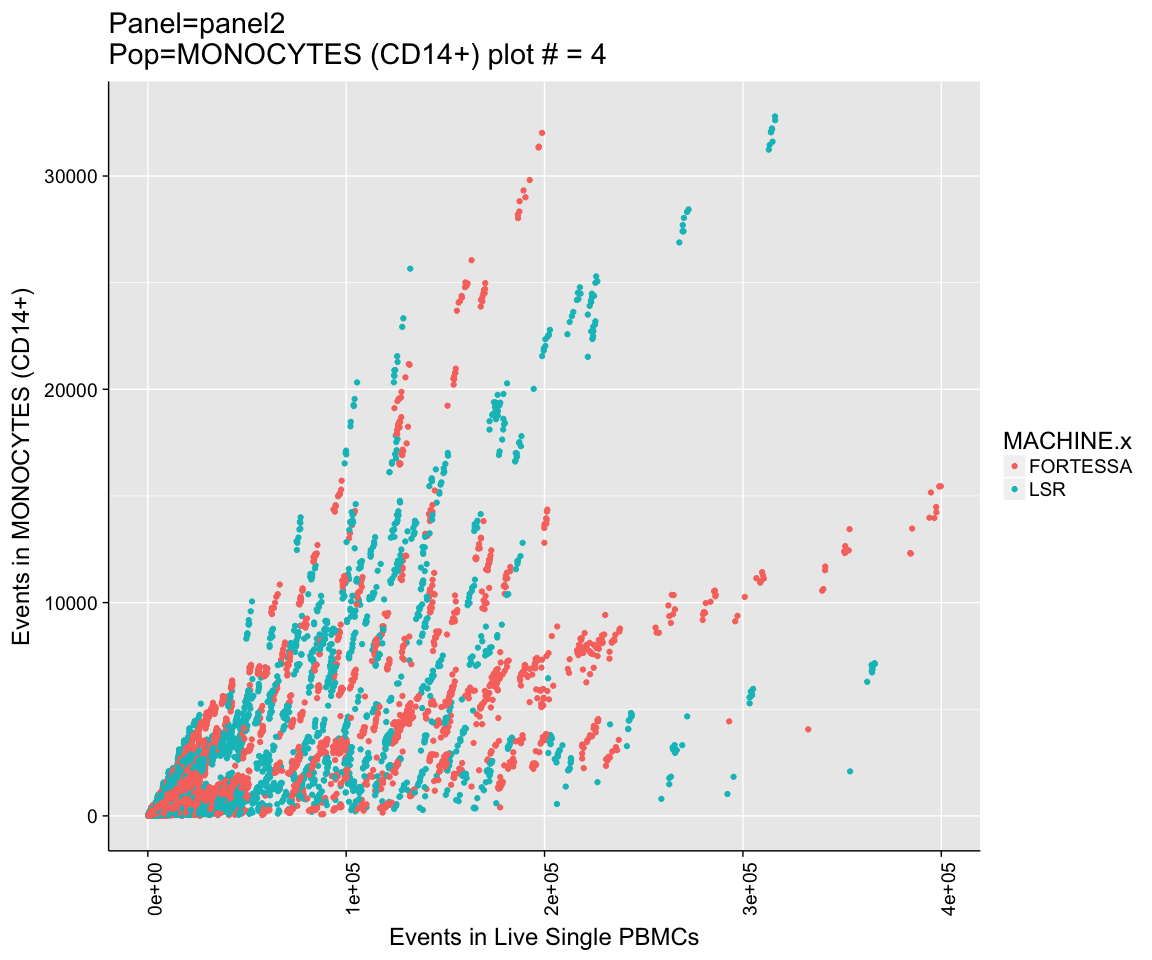 Panel=panel2
Pop=MONOCYTES (CD14+) plot # = 4
Events in MONOCYTES (CD14+)
30000
20000
10000
0
0e+00
1e+05
2e+05
3e+05
4e+05
Events in Live Single PBMCs
MACHINE.x
FORTESSA
LSR